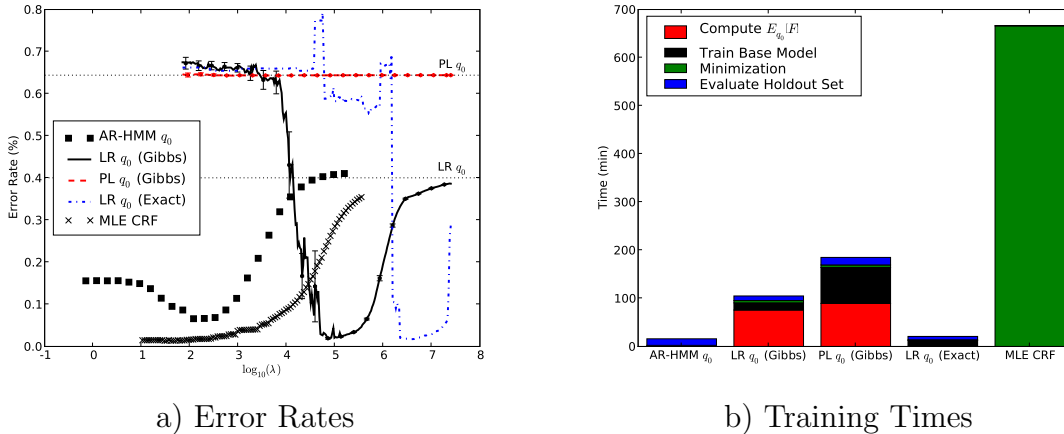 0.8
0.7
0.6
0.5
0.4
0.3
0.2
0.1
0.0
Error Rate (%)
-1 0 1 2 3 4 5 6 7 8
log₁₀(λ)
PL q₀
LR q₀
AR-HMM q₀
LR q₀ (Gibbs)
PL q₀ (Gibbs)
LR q₀ (Exact)
MLE CRF
a) Error Rates
700
600
500
400
300
200
100
0
Time (min)
Compute E_q₀[F]
Train Base Model
Minimization
Evaluate Holdout Set
AR-HMM q₀ LR q₀ (Gibbs) PL q₀ (Gibbs) LR q₀ (Exact) MLE CRF
b) Training Times